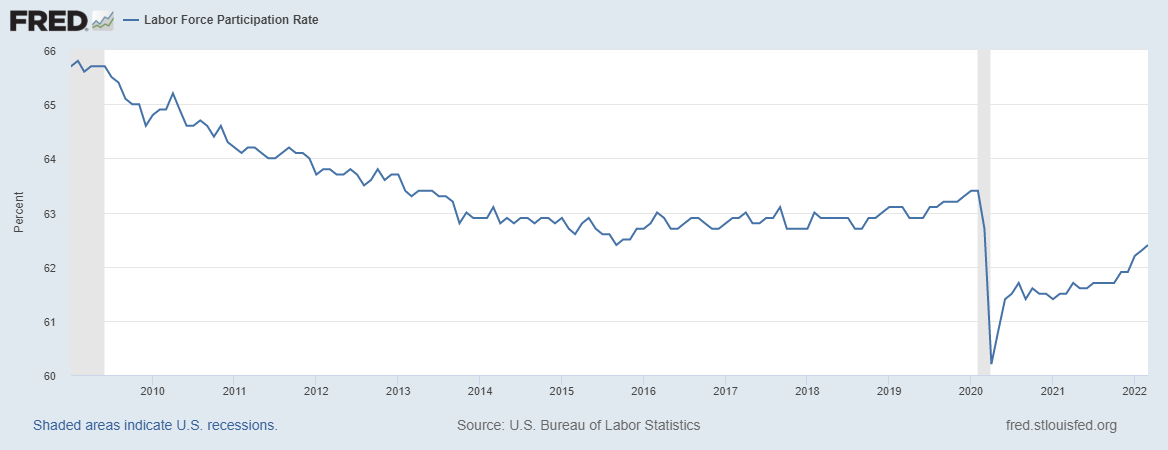 FRED Labor Force Participation Rate
66
65
64
63
62
61
60
Percent
2010 2011 2012 2013 2014 2015 2016 2017 2018 2019 2020 2021 2022
Shaded areas indicate U.S. recessions. Source: U.S. Bureau of Labor Statistics fred.stlouisfed.org